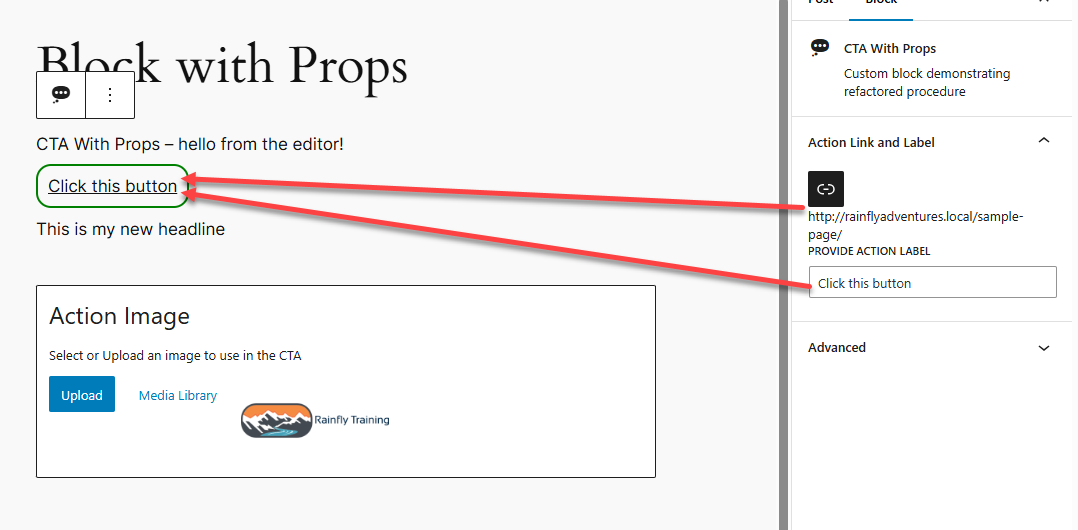 Block with Props
CTA With Props – hello from the editor!
Click this button
This is my new headline
Action Image
Select or Upload an image to use in the CTA
Upload
Media Library
Rainfly Training
Post
Block
CTA With Props
Custom block demonstrating
refactored procedure
Action Link and Label
http://rainflyadventures.local/sample-
page/
PROVIDE ACTION LABEL
Click this button
Advanced